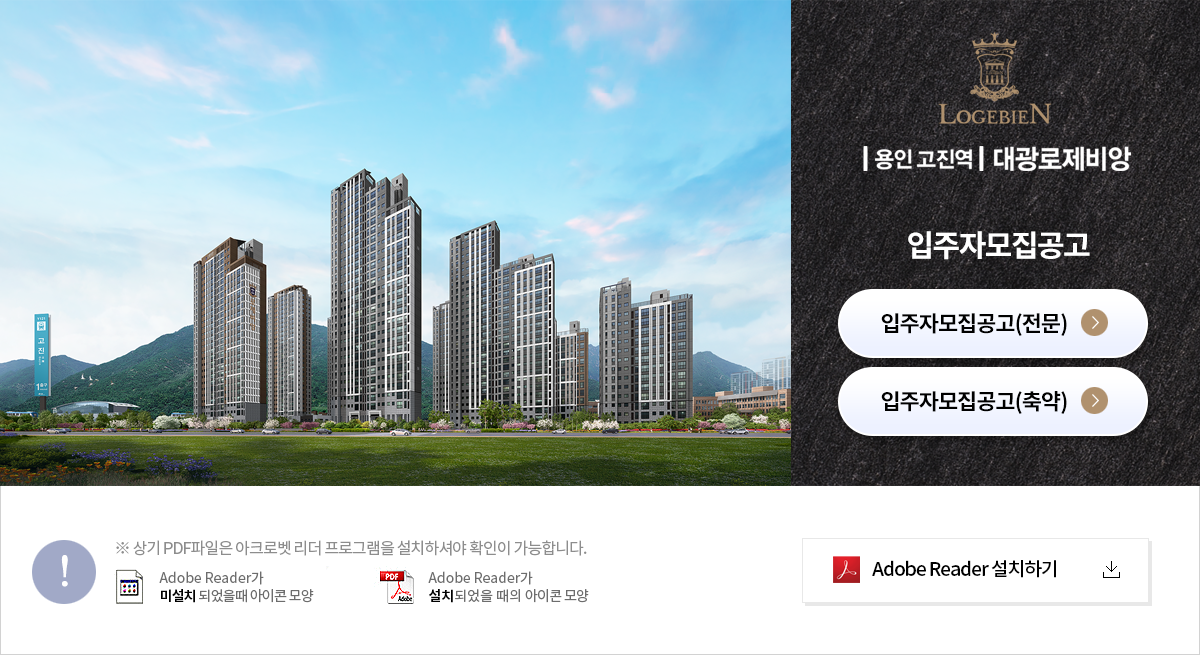 LOGEBIEN
| 용인 고진역 | 대광로제비앙
입주자모집공고
입주자모집공고(전문)
입주자모집공고(축약)
고진
※ 상기 PDF파일은 아크로벳 리더 프로그램을 설치하셔야 확인이 가능합니다.
Adobe Reader가
미설치 되었을때 아이콘 모양
PDF
Adobe
Adobe Reader가
설치되었을 때의 아이콘 모양
Adobe Reader 설치하기